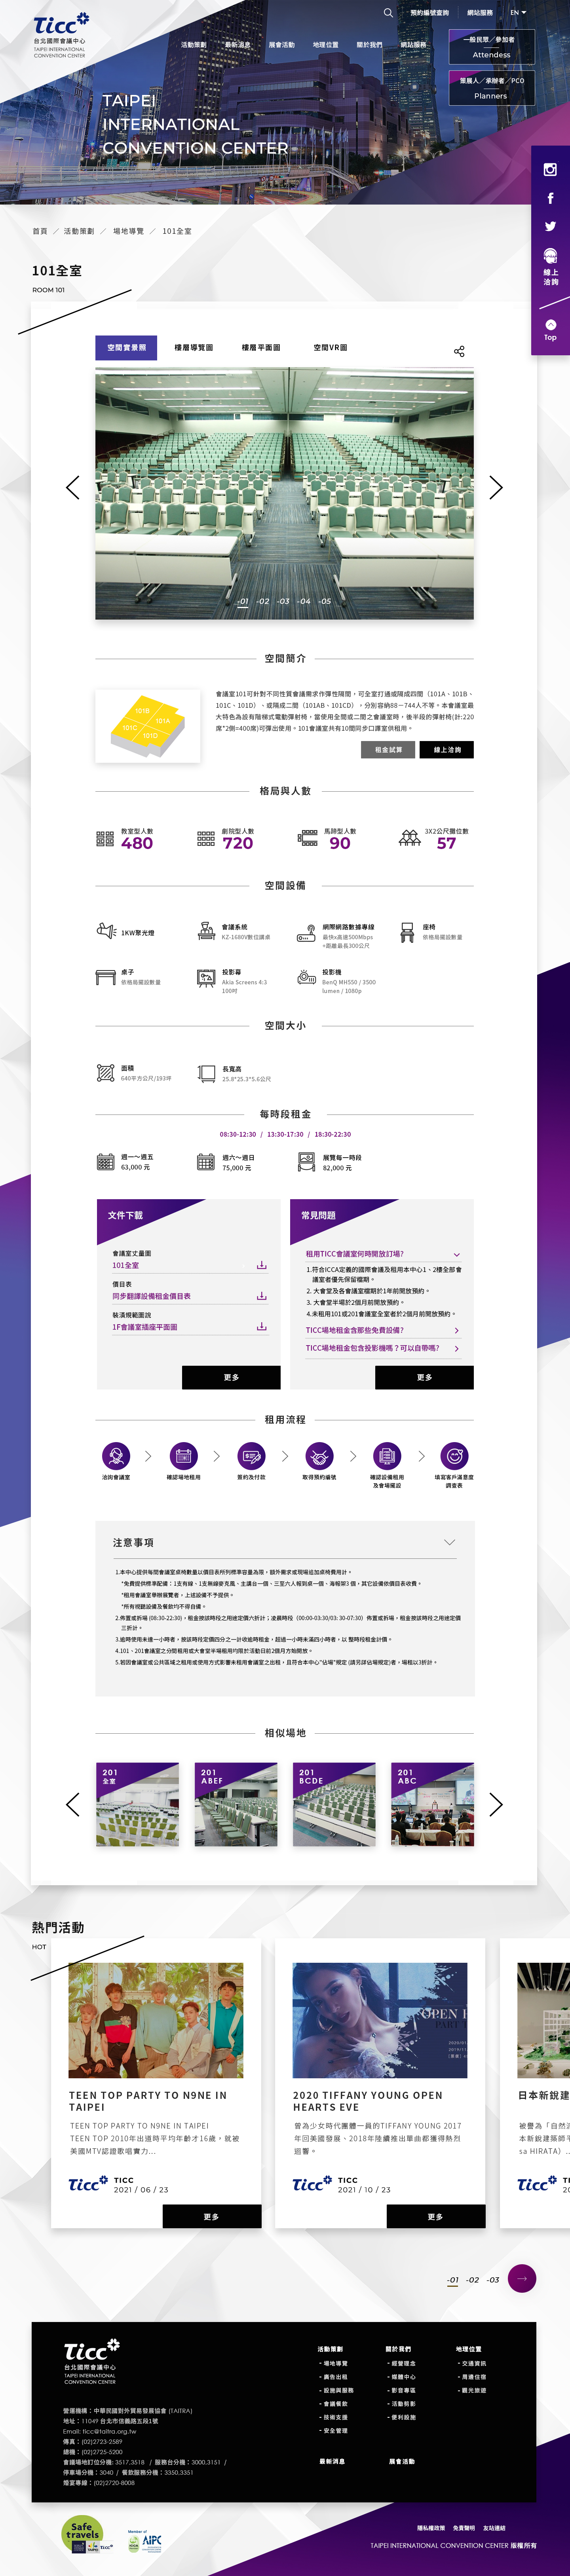 預約編號查詢
網站服務
EN
Ticc
台北國際會議中心
TAIPEI INTERNATIONAL
CONVENTION CENTER
活動策劃
最新消息
展會活動
地理位置
關於我們
網站服務
一般民眾／參加者
Attendess
策展人／承辦者／PCO
Planners
TAIPEI
INTERNATIONAL
CONVENTION CENTER
線上
洽詢
Top
首頁 ／ 活動策劃 ／ 場地導覽 ／ 101全室
101全室
ROOM 101
空間實景照
樓層導覽圖
樓層平面圖
空間VR圖
-01 -02 -03 -04 -05
空間簡介
101B
101A
101C
101D
會議室101可針對不同性質會議需求作彈性隔間，可全室打通或隔成四間（101A、101B、
101C、101D）、或隔成二間（101AB、101CD），分別容納88－744人不等。本會議室最
大特色為設有階梯式電動彈射椅，當使用全間或二間之會議室時，後半段的彈射椅(計:220
席*2側=400席)可彈出使用。101會議室共有10間同步口譯室供租用。
租金試算
線上洽詢
格局與人數
教室型人數
480
劇院型人數
720
馬蹄型人數
90
3X2公尺攤位數
57
空間設備
1KW聚光燈
會議系統
KZ-1680V數位講桌
網際網路數據專線
最快x高速500Mbps
×距離最長300公尺
座椅
依格局擺設數量
桌子
依格局擺設數量
投影幕
Akia Screens 4:3
100吋
投影機
BenQ MH550 / 3500
lumen / 1080p
空間大小
面積
640平方公尺/193坪
長寬高
25.8*25.3*5.6公尺
每時段租金
08:30-12:30 / 13:30-17:30 / 18:30-22:30
週一～週五
63,000 元
週六～週日
75,000 元
展覽每一時段
82,000 元
文件下載
會議室丈量圖
101全室
價目表
同步翻譯設備租金價目表
裝潢規範圖說
1F會議室插座平面圖
更多
常見問題
租用TICC會議室何時開放訂場?
1.符合ICCA定義的國際會議及租用本中心1、2樓全部會
議室者優先保留檔期。
2. 大會堂及各會議室檔期於1年前開放預約。
3. 大會堂半場於2個月前開放預約。
4.未租用101或201會議室全室者於2個月前開放預約。
TICC場地租金含那些免費設備?
TICC場地租金包含投影機嗎？可以自帶嗎?
更多
租用流程
洽詢會議室
確認場地租用
簽約及付款
取得預約編號
確認設備租用
及會場擺設
填寫客戶滿意度
調查表
注意事項
1.本中心提供每間會議室桌椅數量以價目表所列標準容量為限，額外需求或現場追加桌椅費用計。
*免費提供標準配備：1支有線、1支無線麥克風、主講台一個、三至六人報到桌一個、海報架3 個，其它設備依價目表收費。
*租用會議室舉辦展覽者，上述設備不予提供。
*所有視聽設備及餐飲均不得自備。
2.佈置或拆場 (08:30-22:30)，租金按該時段之用途定價六折計；凌晨時段（00:00-03:30/03: 30-07:30）佈置或拆場，租金按該時段之用途定價
三折計。
3.逾時使用未達一小時者，按該時段定價四分之一計收逾時租金，超過一小時未滿四小時者，以 整時段租金計價。
4.101、201會議室之分間租用或大會堂半場租用均需於活動日前2個月方始開放。
5.若因會議室或公共區域之租用或使用方式影響未租用會議室之出租，且符合本中心"佔場"規定 (請另詳佔場規定)者，場租以3折計。
相似場地
201
全室
201
ABEF
201
BCDE
201
ABC
熱門活動
HOT
TEEN TOP PARTY TO N9NE IN
TAIPEI
TEEN TOP PARTY TO N9NE IN TAIPEI
TEEN TOP 2010年出道時平均年齡才16歲，就被
美國MTV認證歌唱實力...
Ticc
TICC
2021 / 06 / 23
更多
2020 TIFFANY YOUNG OPEN
HEARTS EVE
曾為少女時代團體一員的TIFFANY YOUNG 2017
年回美國發展、2018年陸續推出單曲都獲得熱烈
迴響。
Ticc
TICC
2021 / 10 / 23
更多
日本新銳建
被譽為「自然派
本新銳建築師平
sa HIRATA）...
Ticc
-01 -02 -03
Ticc
台北國際會議中心
TAIPEI INTERNATIONAL
CONVENTION CENTER
營運機構：中華民國對外貿易發展協會 (TAITRA)
地址：11049 台北市信義路五段1號
Email: ticc@taitra.org.tw
傳真：(02)2723-2589
總機：(02)2725-5200
會議場地訂位分機：3517,3518 / 服務台分機：3000,3151 /
停車場分機：3040 / 餐飲服務分機：3350,3351
煙宴專線：(02)2720-8008
活動策劃
- 場地導覽
- 廣告出租
- 設施與服務
- 會議餐飲
- 技術支援
- 安全管理
關於我們
- 經營理念
- 媒體中心
- 影音專區
- 活動剪影
- 便利設施
地理位置
- 交通資訊
- 周邊住宿
- 觀光旅遊
最新消息
展會活動
Safe
travels
Ticc
Member of
AIPC
隱私權政策
免責聲明
友站連結
TAIPEI INTERNATIONAL CONVENTION CENTER 版權所有